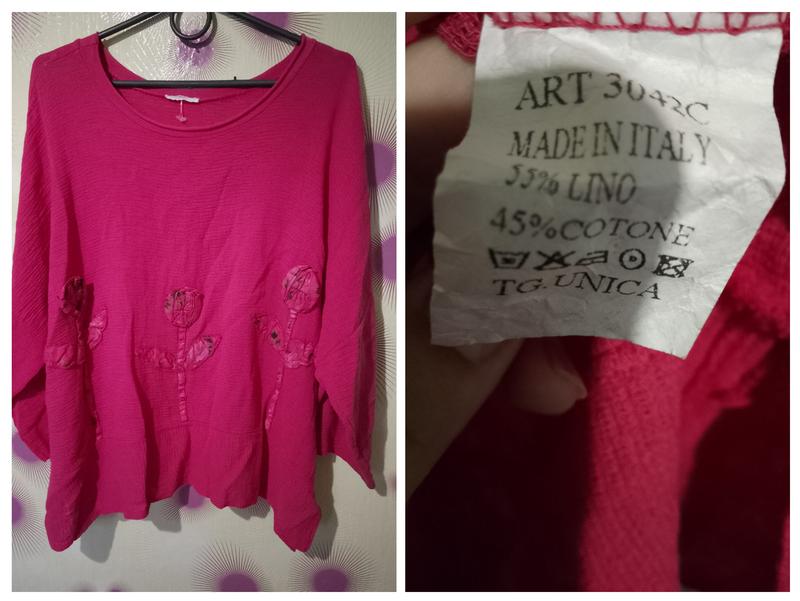 ART 3042C
MADE IN ITALY
55% LINO
45% COTONE
TG. UNICA